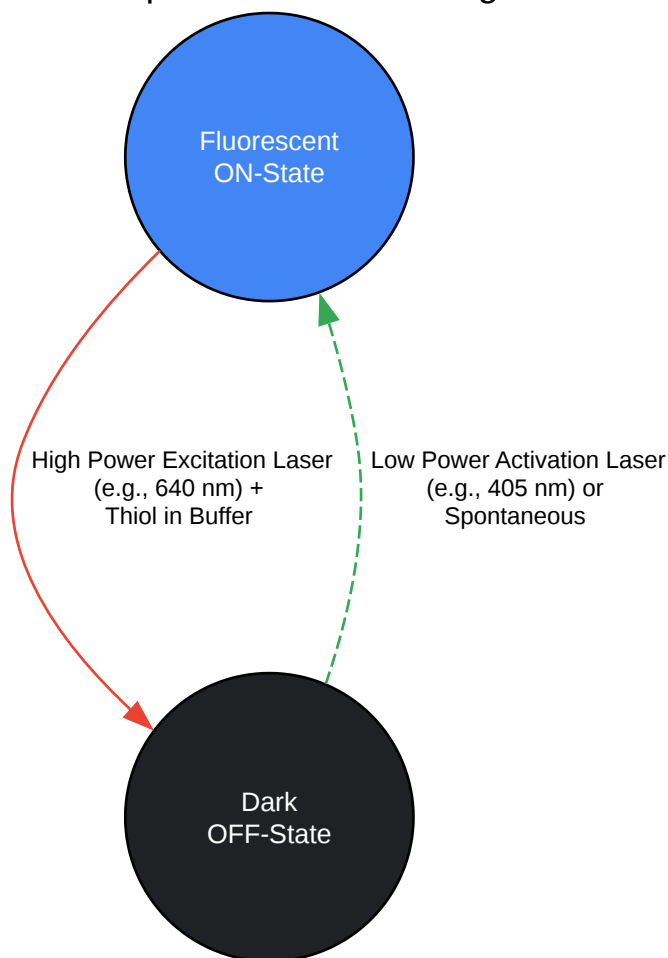 Fluorescent
ON-State
High Power Excitation Laser
(e.g., 640 nm) +
Thiol in Buffer
Low Power Activation Laser
(e.g., 405 nm) or
Spontaneous
Dark
OFF-State